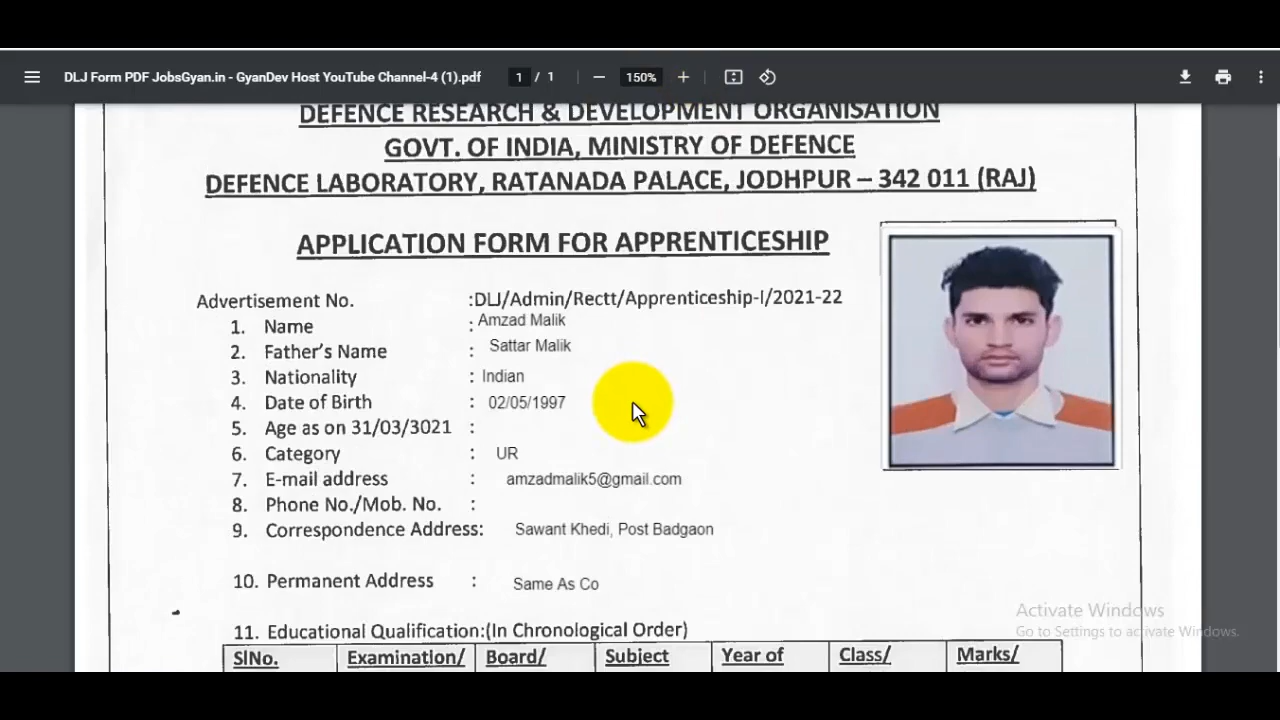 DLJ Form PDF JobsGyan.in - GyanDev Host YouTube Channel-4 (1).pdf 1 / 1 150%
DEFENCE RESEARCH & DEVELOPMENT ORGANISATION
GOVT. OF INDIA, MINISTRY OF DEFENCE
DEFENCE LABORATORY, RATANADA PALACE, JODHPUR – 342 011 (RAJ)
APPLICATION FORM FOR APPRENTICESHIP
Advertisement No. :DLJ/Admin/Rectt/Apprenticeship-I/2021-22
1. Name : Amzad Malik
2. Father's Name : Sattar Malik
3. Nationality : Indian
4. Date of Birth : 02/05/1997
5. Age as on 31/03/3021 :
6. Category : UR
7. E-mail address : amzadmalik5@gmail.com
8. Phone No./Mob. No. :
9. Correspondence Address: Sawant Khedi, Post Badgaon
10. Permanent Address : Same As Co
11. Educational Qualification:(In Chronological Order)
SlNo. Examination/ Board/ Subject Year of Class/ Marks/
Activate Windows
Go to Settings to activate Windows.